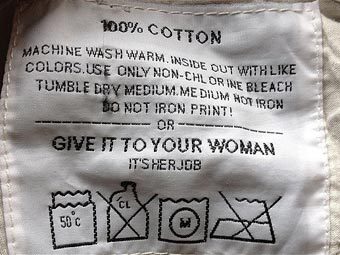 100% COTTON
MACHINE WASH WARM. INSIDE OUT WITH LIKE
COLORS.USE ONLY NON-CHLORINE BLEACH
TUMBLE DRY MEDIUM.MEDIUM HOT IRON
DO NOT IRON PRINT!
OR
GIVE IT TO YOUR WOMAN
IT'S HER JOB
50°C CL M